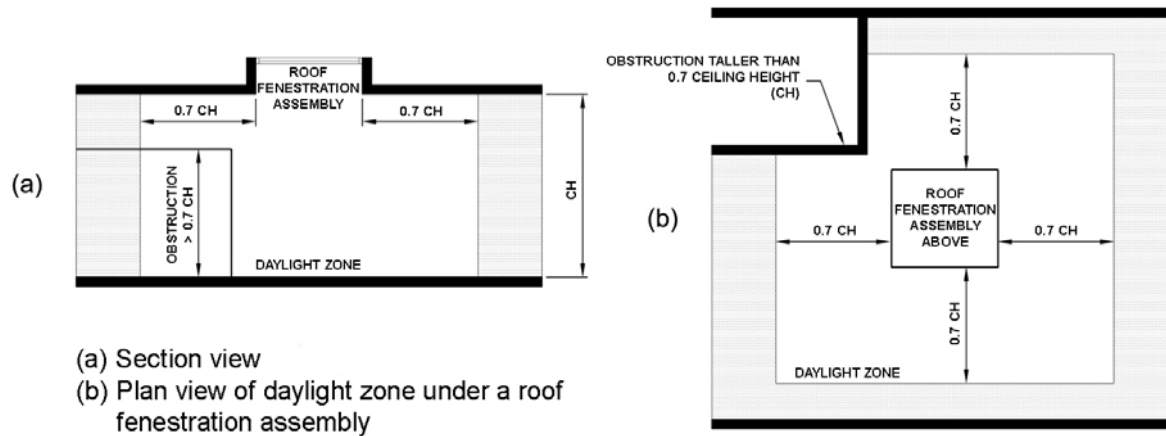 ROOF
FENESTRATION
ASSEMBLY
0.7 CH
0.7 CH
OBSTRUCTION
> 0.7 CH
CH
DAYLIGHT ZONE
(a)
(a) Section view
(b) Plan view of daylight zone under a roof
fenestration assembly
OBSTRUCTION TALLER THAN
0.7 CEILING HEIGHT
(CH)
0.7 CH
ROOF
FENESTRATION
ASSEMBLY
ABOVE
0.7 CH
0.7 CH
0.7 CH
DAYLIGHT ZONE
(b)